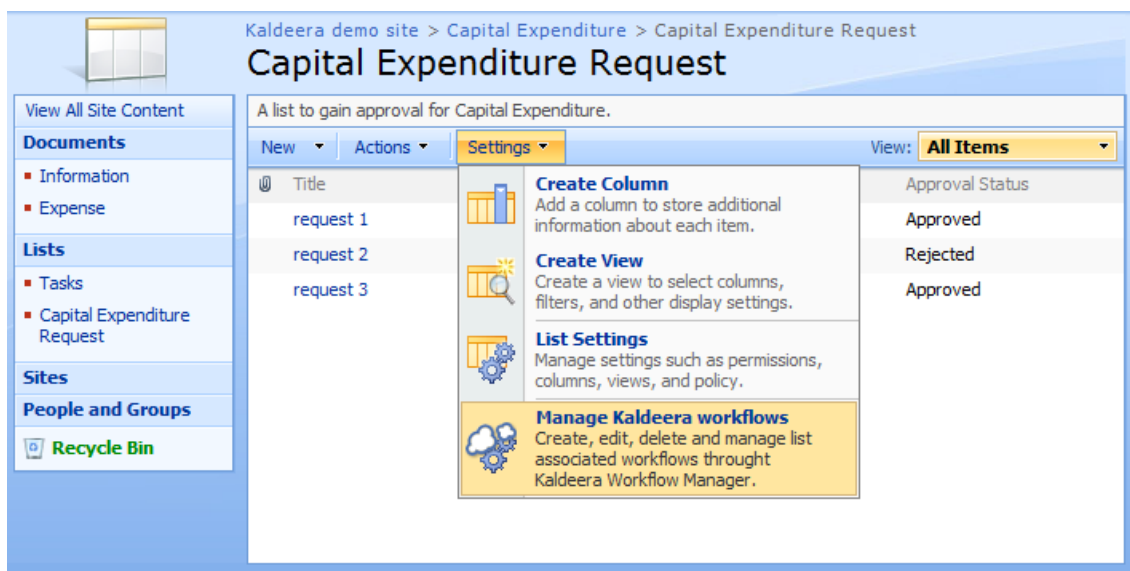 Kaldeera demo site > Capital Expenditure > Capital Expenditure Request
Capital Expenditure Request
View All Site Content
Documents
Information
Expense
Lists
Tasks
Capital Expenditure
Request
Sites
People and Groups
Recycle Bin
A list to gain approval for Capital Expenditure.
New Actions Settings View: All Items
Title Approval Status
request 1 Approved
request 2 Rejected
request 3 Approved
Create Column
Add a column to store additional
information about each item.
Create View
Create a view to select columns,
filters, and other display settings.
List Settings
Manage settings such as permissions,
columns, views, and policy.
Manage Kaldeera workflows
Create, edit, delete and manage list
associated workflows throught
Kaldeera Workflow Manager.